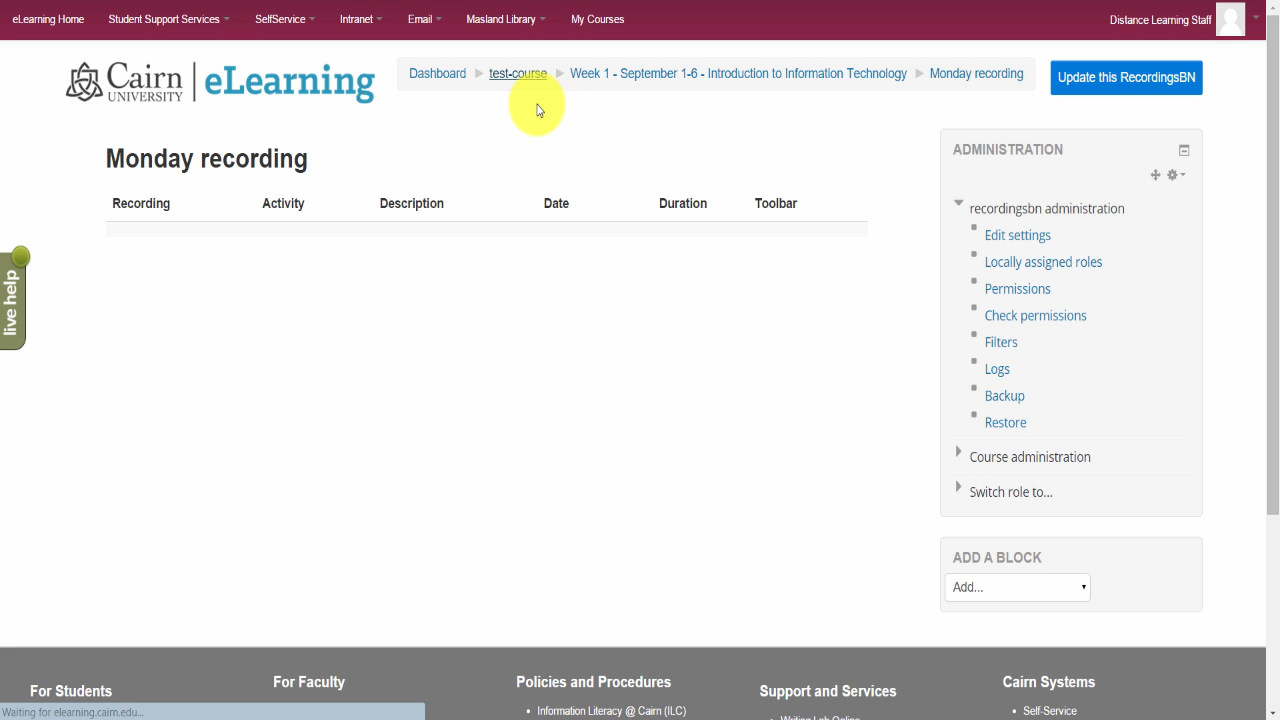 eLearning Home Student Support Services SelfService Intranet Email Masland Library My Courses Distance Learning Staff
Cairn UNIVERSITY eLearning
Dashboard test-course Week 1 - September 1-6 - Introduction to Information Technology Monday recording
Update this RecordingsBN
Monday recording
Recording Activity Description Date Duration Toolbar
ADMINISTRATION
recordingsbn administration
Edit settings
Locally assigned roles
Permissions
Check permissions
Filters
Logs
Backup
Restore
Course administration
Switch role to...
ADD A BLOCK
Add...
live help
For Students
For Faculty
Policies and Procedures
Information Literacy @ Cairn (ILC)
Support and Services
Writing Lab Online
Cairn Systems
Self-Service
Waiting for elearning.cairn.edu...